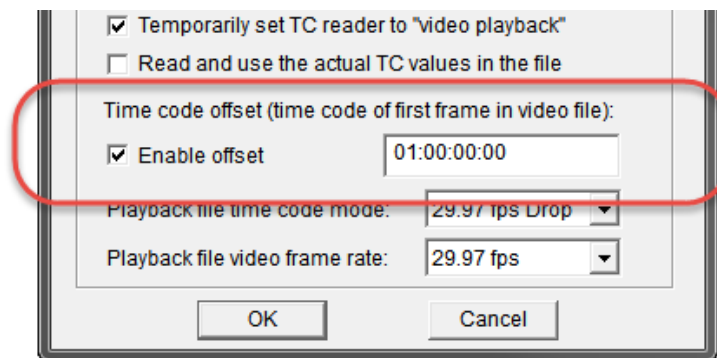 Temporarily set TC reader to "video playback"
Read and use the actual TC values in the file
Time code offset (time code of first frame in video file):
Enable offset 01:00:00:00
Playback file time code mode: 29.97 fps Drop
Playback file video frame rate: 29.97 fps
OK Cancel